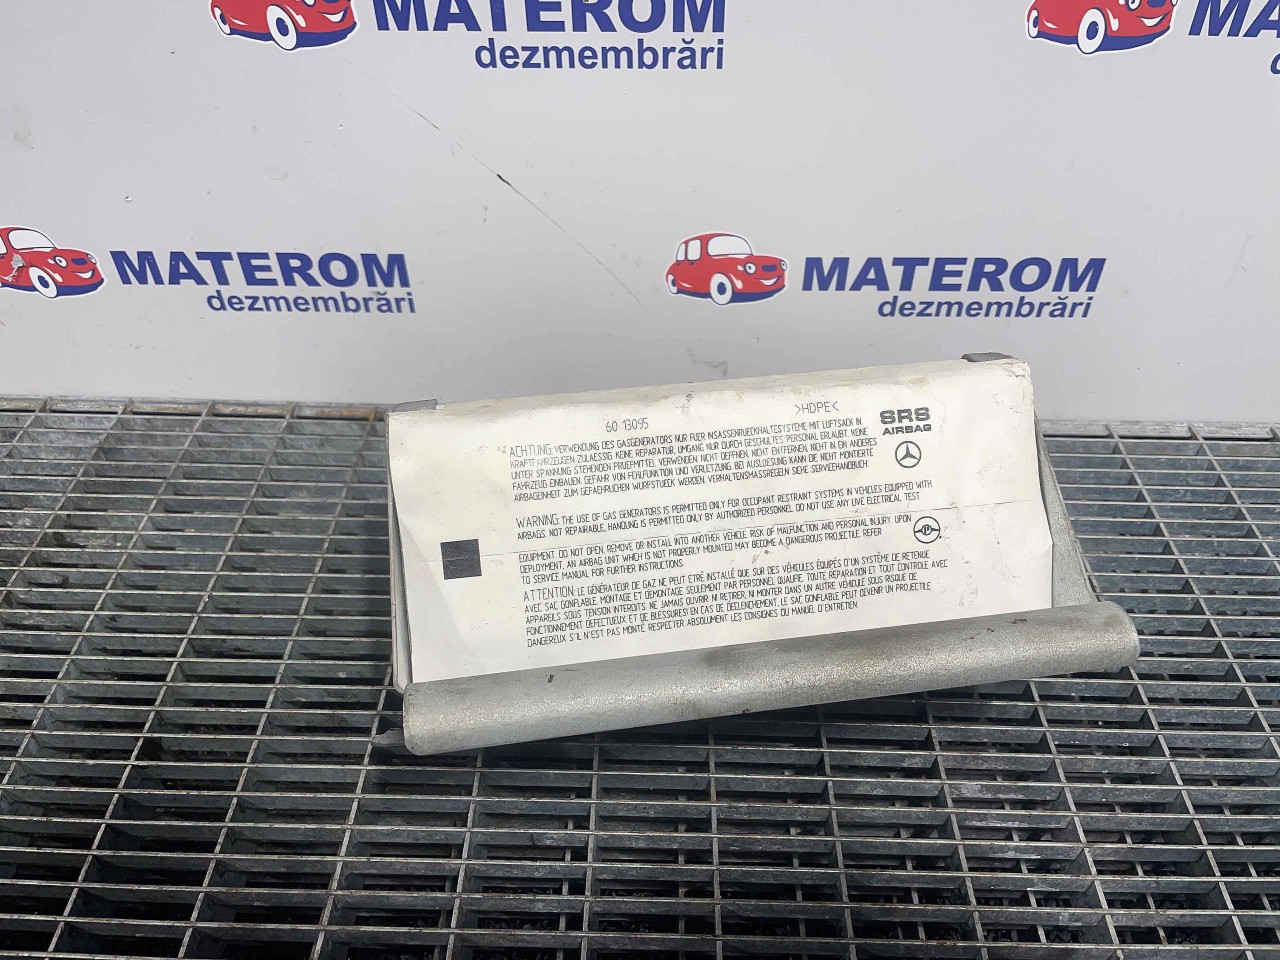 MATEROM
dezmembrări
MATEROM
MATEROM
dezmembrări
MATEROM
dezmembrări
60 13095
>HDPE<
SRS
AIRBAG
ACHTUNG: VERWENDUNG DES GASGENERATORS NUR FUER INSASSENRUECKHALTESYSTEME MIT LUFTSACK IN
KRAFTFAHRZEUGEN ZULAESSIG KEINE REPARATUR, UMGANG NUR DURCH GESCHULTES PERSONAL ERLAUBT. KEINE
UNTER SPANNUNG STEHENDEN PRUEFMITTEL VERWENDEN NICHT OEFFNEN, NICHT ENTFERNEN, NICHT IN EIN ANDERES
FAHRZEUG EINBAUEN. GEFAHR VON FEHLFUNKTION UND VERLETZUNG BEI AUSLOESUNG KANN DIE NICHT MONTIERTE
AIRBAGEINHEIT ZUM GEFAEHRLICHEN WURFSTUECK WERDEN. VERHALTENSMASSREGELN SIEHE SERVICEHANDBUCH
WARNING: THE USE OF GAS GENERATORS IS PERMITTED ONLY FOR OCCUPANT RESTRAINT SYSTEMS IN VEHICLES EQUIPPED WITH
AIRBAGS. NOT REPAIRABLE, HANDLING IS PERMITTED ONLY BY AUTHORIZED PERSONNEL DO NOT USE ANY LIVE ELECTRICAL TEST
EQUIPMENT DO NOT OPEN, REMOVE OR INSTALL INTO ANOTHER VEHICLE RISK OF MALFUNCTION AND PERSONAL INJURY. UPON
DEPLOYMENT, AN AIRBAG UNIT WHICH IS NOT PROPERLY MOUNTED MAY BECOME A DANGEROUS PROJECTILE REFER
TO SERVICE MANUAL FOR FURTHER INSTRUCTIONS.
ATTENTION: LE GÉNÉRATEUR DE GAZ NE PEUT ETRE INSTALLÉ QUE SUR DES VÉHICULES ÉQUIPÉS D'UN SYSTÈME DE RETENUE
AVEC SAC GONFLABLE, MONTAGE ET DÉMONTAGE SEULEMENT PAR PERSONNEL QUALIFIE, TOUTE RÉPARATION ET TOUT CONTROLE AVEC
APPAREILS SOUS TENSION INTERDITS. NE JAMAIS OUVRIR, NI RETIRER, NI MONTER DANS UN AUTRE VÉHICULE SOUS RISQUE DE
FONCTIONNEMENT DEFECTUEUX ET DE BLESSURES! EN CAS DE DÉCLENCHEMENT, LE SAC GONFLABLE PEUT DEVENIR UN PROJECTILE
DANGEREUX S'IL N'EST PAS MONTÉ. RESPECTER ABSOLUMENT LES CONSIGNES DU MANUEL D'ENTRETIEN.